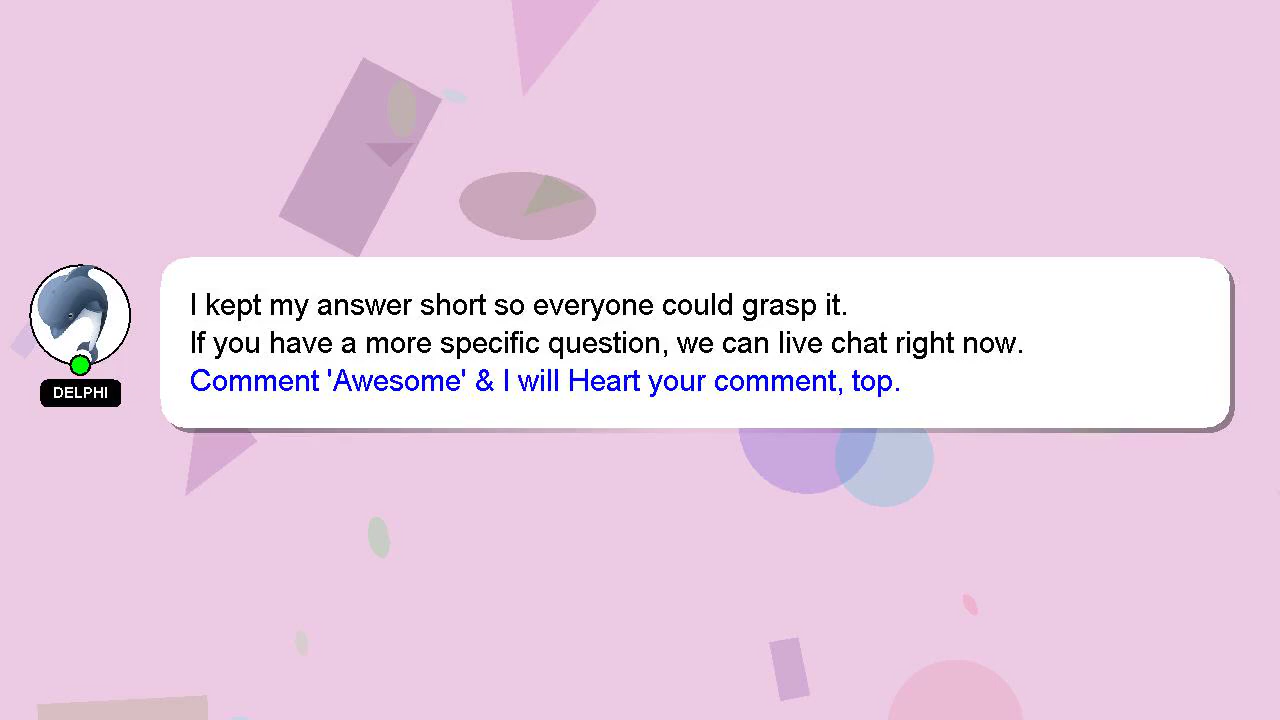 I kept my answer short so everyone could grasp it.
If you have a more specific question, we can live chat right now.
Comment 'Awesome' & I will Heart your comment, top.
DELPHI